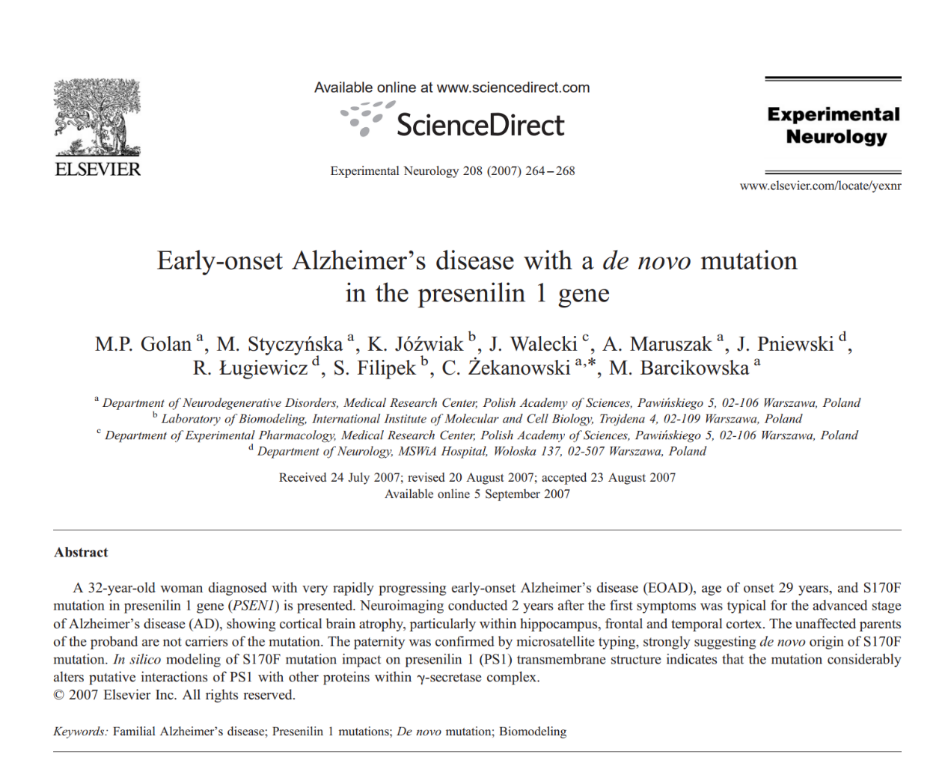 Available online at www.sciencedirect.com
ScienceDirect
ELSEVIER
Experimental Neurology 208 (2007) 264–268
Experimental
Neurology
www.elsevier.com/locate/yexnr
Early-onset Alzheimer's disease with a de novo mutation
in the presenilin 1 gene
M.P. Golan a, M. Styczyńska a, K. Jóźwiak b, J. Walecki c, A. Maruszak a, J. Pniewski d,
R. Ługiewicz d, S. Filipek b, C. Żekanowski a,*, M. Barcikowska a
a Department of Neurodegenerative Disorders, Medical Research Center, Polish Academy of Sciences, Pawińskiego 5, 02-106 Warszawa, Poland
b Laboratory of Biomodeling, International Institute of Molecular and Cell Biology, Trojdena 4, 02-109 Warszawa, Poland
c Department of Experimental Pharmacology, Medical Research Center, Polish Academy of Sciences, Pawińskiego 5, 02-106 Warszawa, Poland
d Department of Neurology, MSWiA Hospital, Wołoska 137, 02-507 Warszawa, Poland
Received 24 July 2007; revised 20 August 2007; accepted 23 August 2007
Available online 5 September 2007
Abstract
A 32-year-old woman diagnosed with very rapidly progressing early-onset Alzheimer's disease (EOAD), age of onset 29 years, and S170F
mutation in presenilin 1 gene (PSEN1) is presented. Neuroimaging conducted 2 years after the first symptoms was typical for the advanced stage
of Alzheimer's disease (AD), showing cortical brain atrophy, particularly within hippocampus, frontal and temporal cortex. The unaffected parents
of the proband are not carriers of the mutation. The paternity was confirmed by microsatellite typing, strongly suggesting de novo origin of S170F
mutation. In silico modeling of S170F mutation impact on presenilin 1 (PS1) transmembrane structure indicates that the mutation considerably
alters putative interactions of PS1 with other proteins within γ-secretase complex.
© 2007 Elsevier Inc. All rights reserved.
Keywords: Familial Alzheimer's disease; Presenilin 1 mutations; De novo mutation; Biomodeling